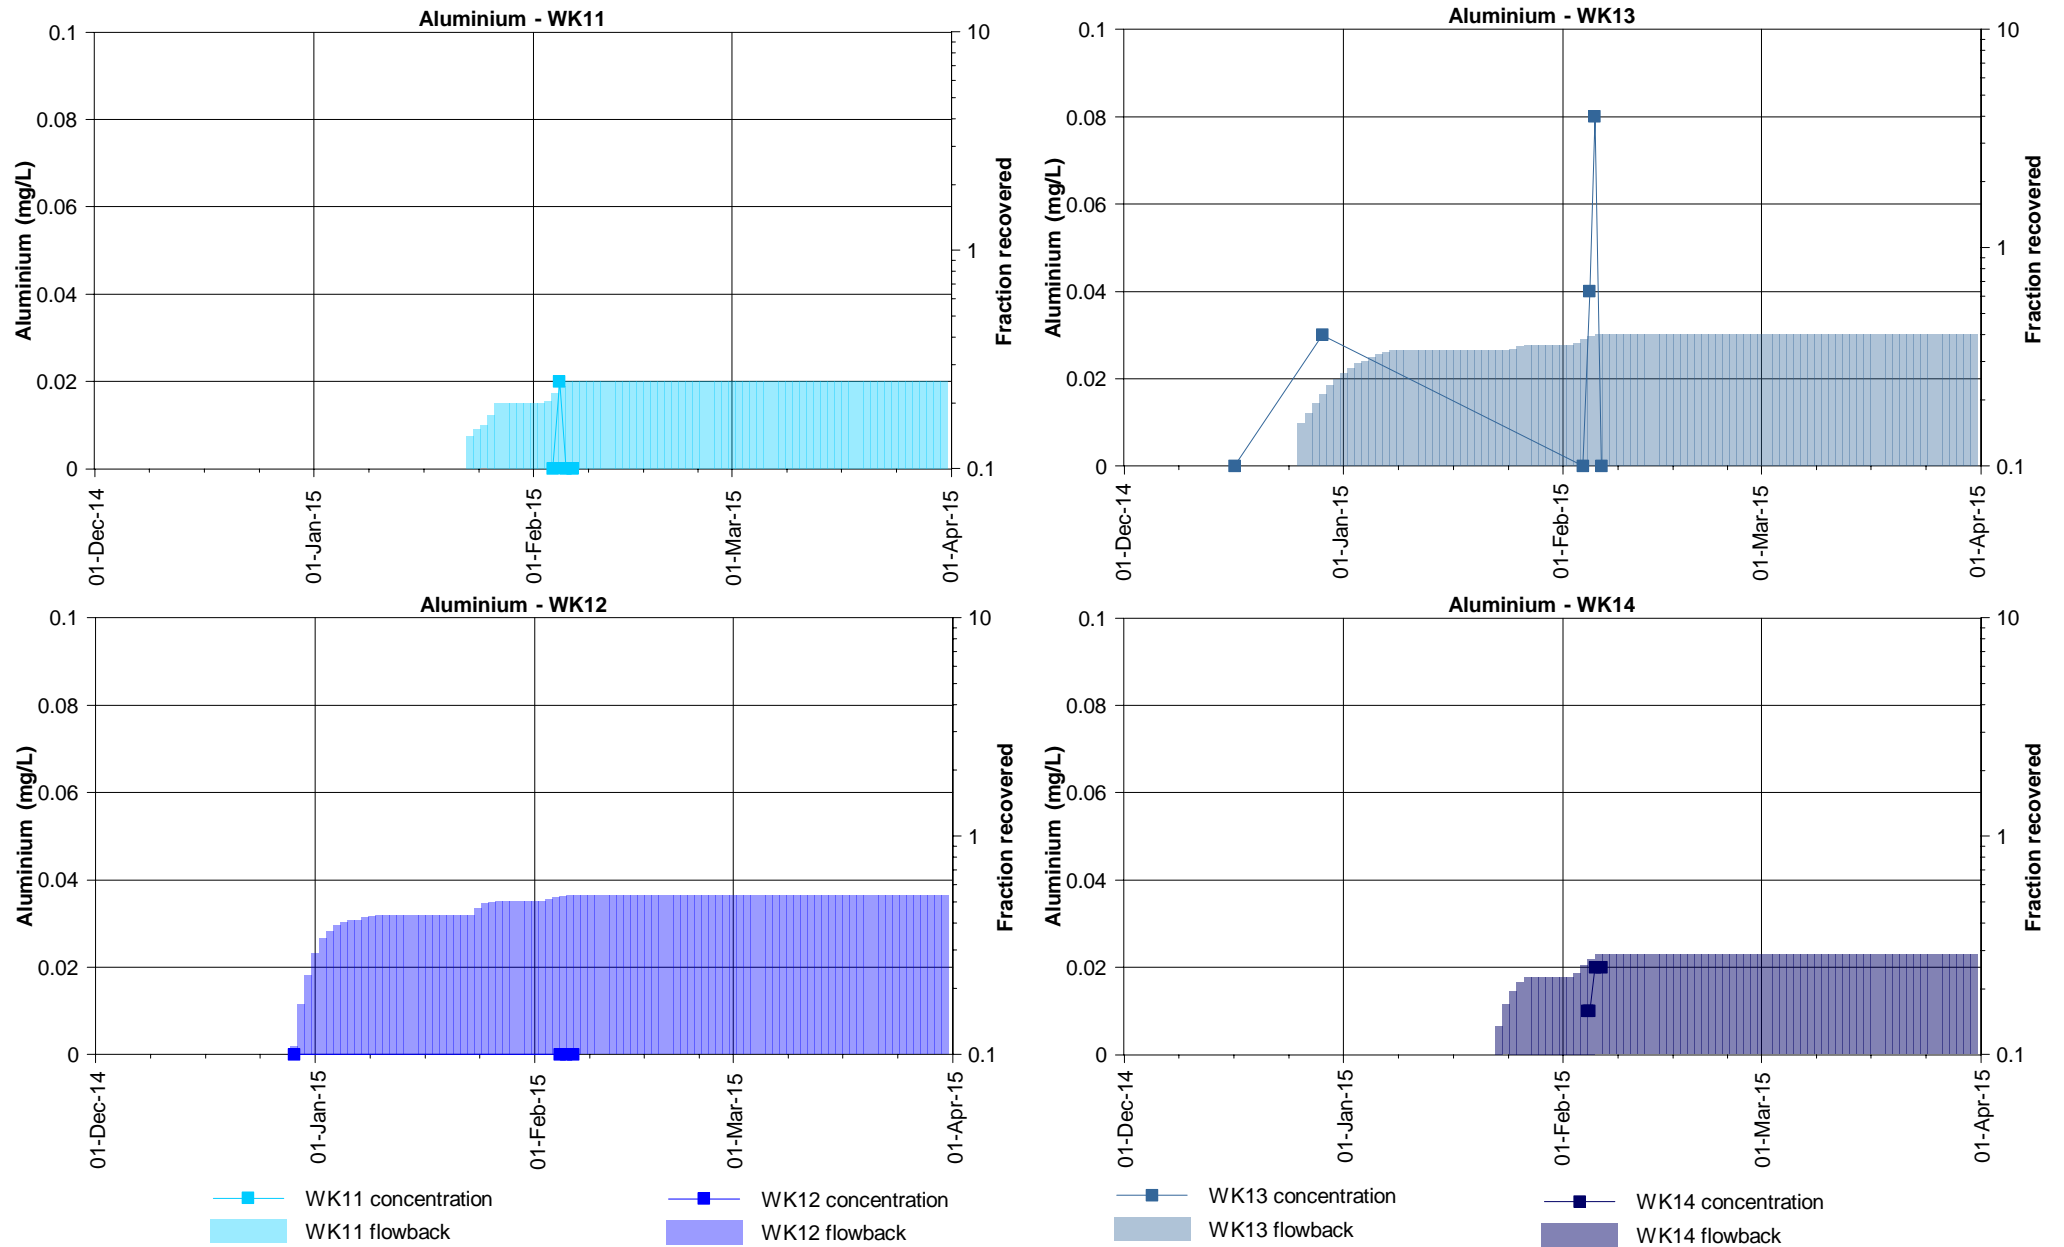 Aluminium - WK11
0.1
0.08
0.06
0.04
0.02
0
Aluminium (mg/L)
10
1
0.1
Fraction recovered
01-Dec-14
01-Jan-15
01-Feb-15
01-Mar-15
01-Apr-15
Aluminium - WK13
0.1
0.08
0.06
0.04
0.02
0
Aluminium (mg/L)
10
1
0.1
Fraction recovered
01-Dec-14
01-Jan-15
01-Feb-15
01-Mar-15
01-Apr-15
Aluminium - WK12
0.1
0.08
0.06
0.04
0.02
0
Aluminium (mg/L)
10
1
0.1
Fraction recovered
01-Dec-14
01-Jan-15
01-Feb-15
01-Mar-15
01-Apr-15
Aluminium - WK14
0.1
0.08
0.06
0.04
0.02
0
Aluminium (mg/L)
10
1
0.1
Fraction recovered
01-Dec-14
01-Jan-15
01-Feb-15
01-Mar-15
01-Apr-15
WK11 concentration
WK11 flowback
WK12 concentration
WK12 flowback
WK13 concentration
WK13 flowback
WK14 concentration
WK14 flowback